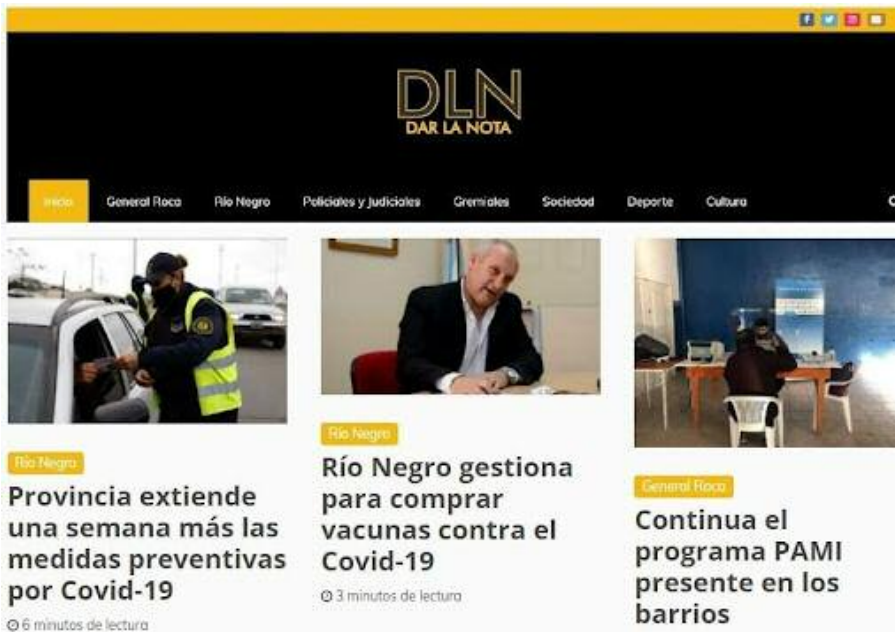 DLN
DAR LA NOTA
Inicio
General Roca
Río Negro
Policiales y Judiciales
Gremiales
Sociedad
Deporte
Cultura
Río Negro
Provincia extiende
una semana más las
medidas preventivas
por Covid-19
6 minutos de lectura
Río Negro
Río Negro gestiona
para comprar
vacunas contra el
Covid-19
3 minutos de lectura
General Roca
Continua el
programa PAMI
presente en los
barrios